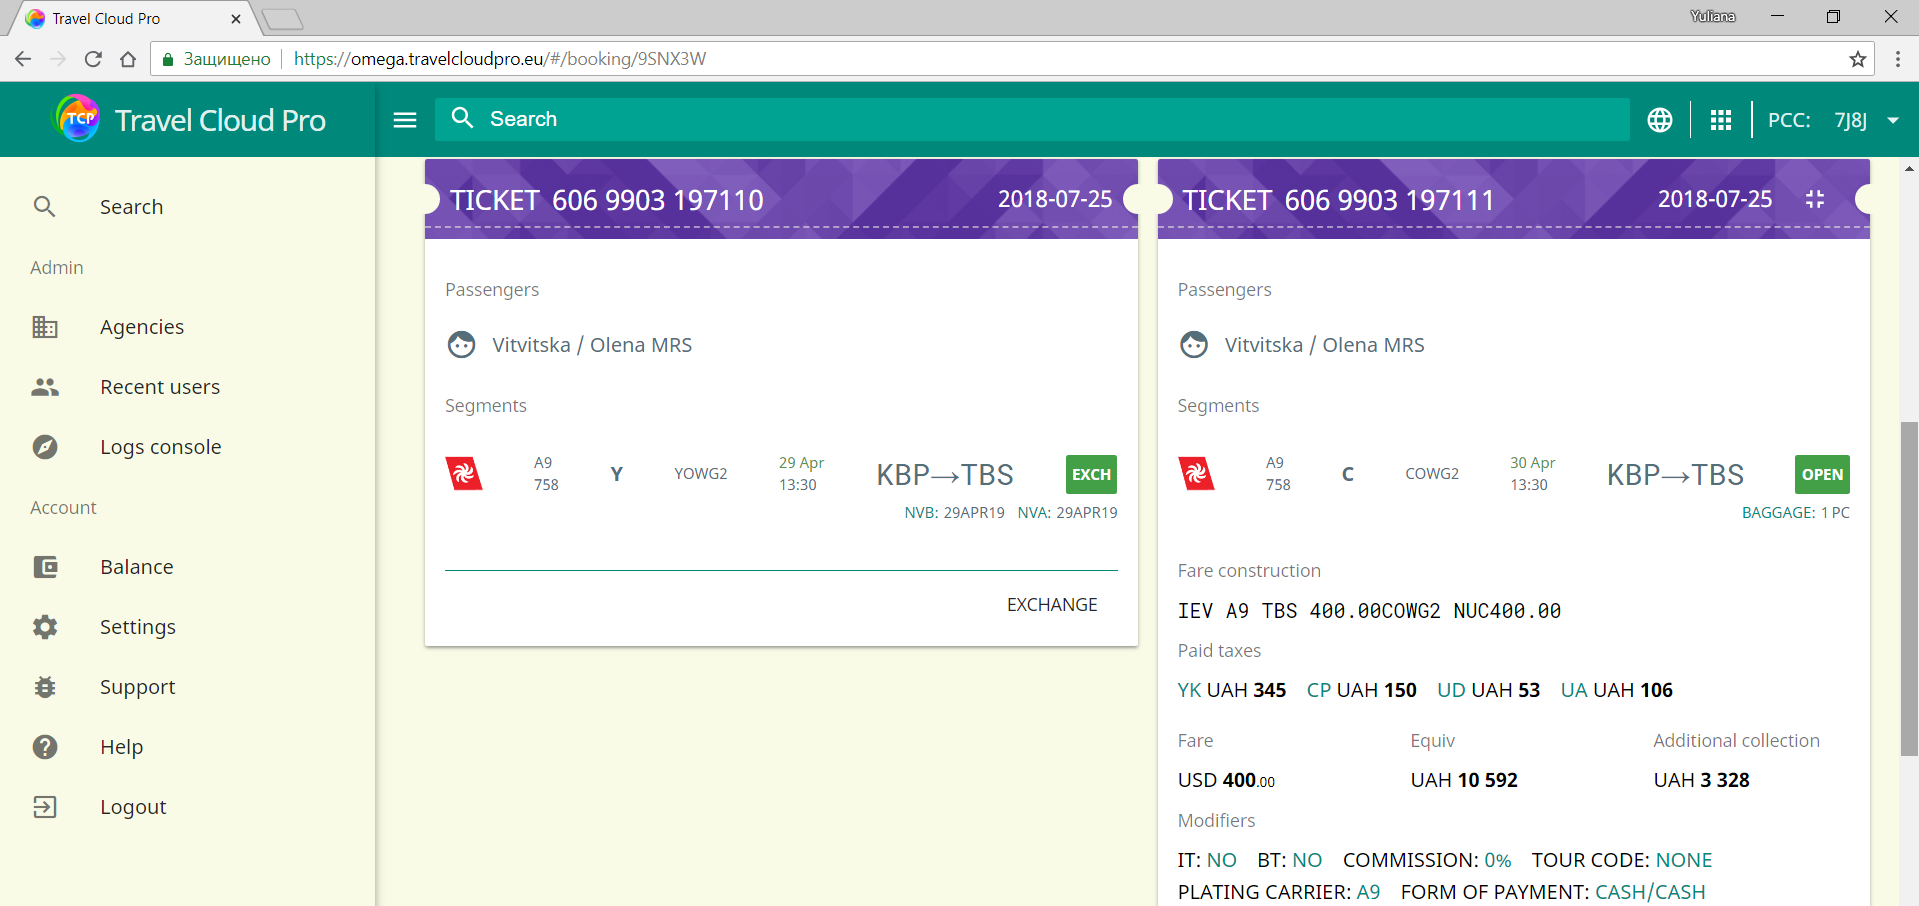 Travel Cloud Pro
Yuliana
Защищено
https://omega.travelcloudpro.eu/#/booking/9SNX3W
TCP Travel Cloud Pro
Search
PCC: 7J8J
Search
Admin
Agencies
Recent users
Logs console
Account
Balance
Settings
Support
Help
Logout
TICKET 606 9903 197110 2018-07-25
Passengers
Vitvitska / Olena MRS
Segments
A9 758 Y YOWG2 29 Apr 13:30 KBP→TBS EXCH
NVB: 29APR19 NVA: 29APR19
EXCHANGE
TICKET 606 9903 197111 2018-07-25
Passengers
Vitvitska / Olena MRS
Segments
A9 758 C COWG2 30 Apr 13:30 KBP→TBS OPEN
BAGGAGE: 1 PC
Fare construction
IEV A9 TBS 400.00COWG2 NUC400.00
Paid taxes
YK UAH 345 CP UAH 150 UD UAH 53 UA UAH 106
Fare Equiv Additional collection
USD 400.00 UAH 10 592 UAH 3 328
Modifiers
IT: NO BT: NO COMMISSION: 0% TOUR CODE: NONE
PLATING CARRIER: A9 FORM OF PAYMENT: CASH/CASH